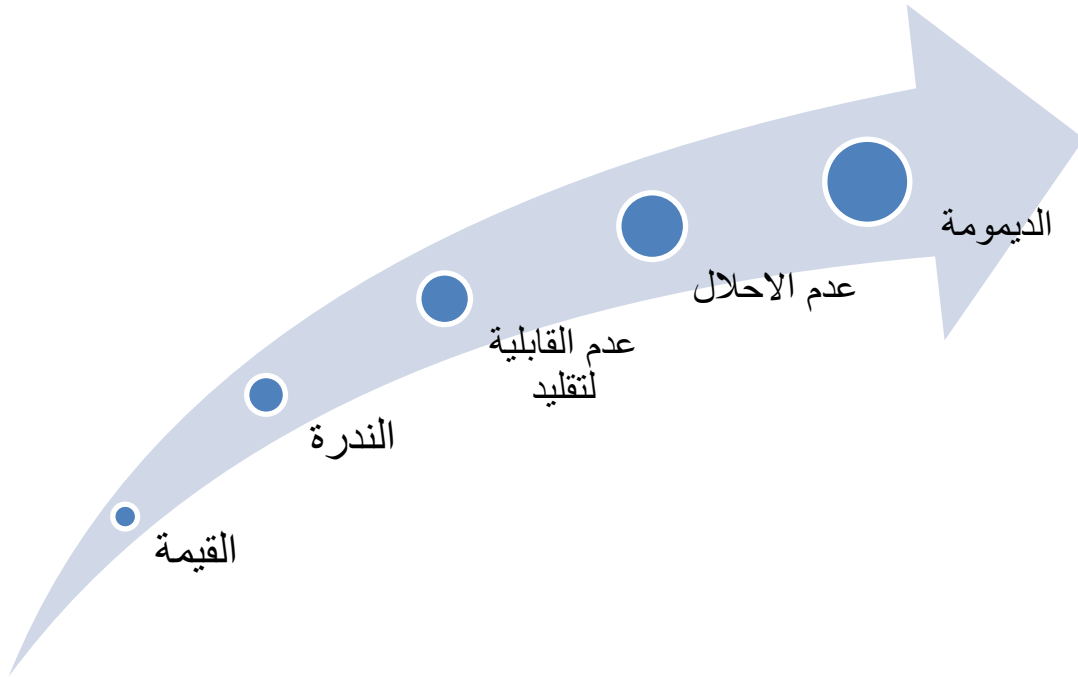 القيمة
الندرة
عدم القابلية
لتقليد
عدم الاحلال
الديمومة